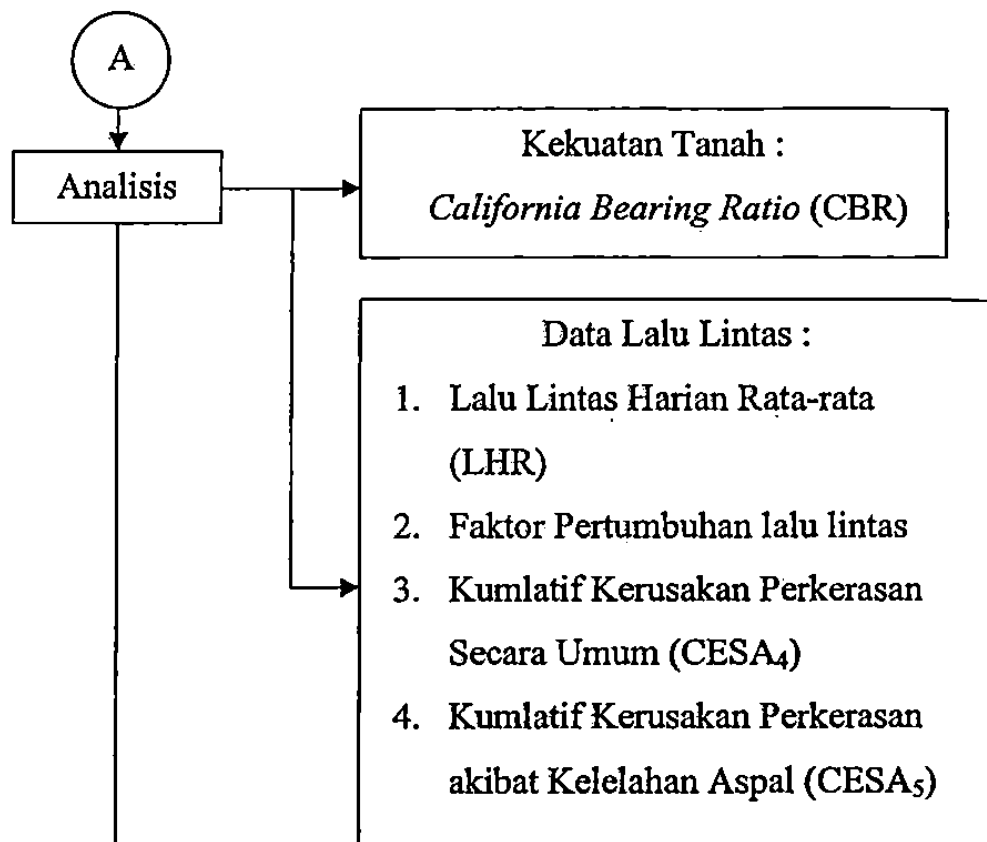 A
Analisis
Kekuatan Tanah :
California Bearing Ratio (CBR)
Data Lalu Lintas :
1. Lalu Lintas Harian Rata-rata
(LHR)
2. Faktor Pertumbuhan lalu lintas
3. Kumlatif Kerusakan Perkerasan
Secara Umum (CESA₄)
4. Kumlatif Kerusakan Perkerasan
akibat Kelelahan Aspal (CESA₅)